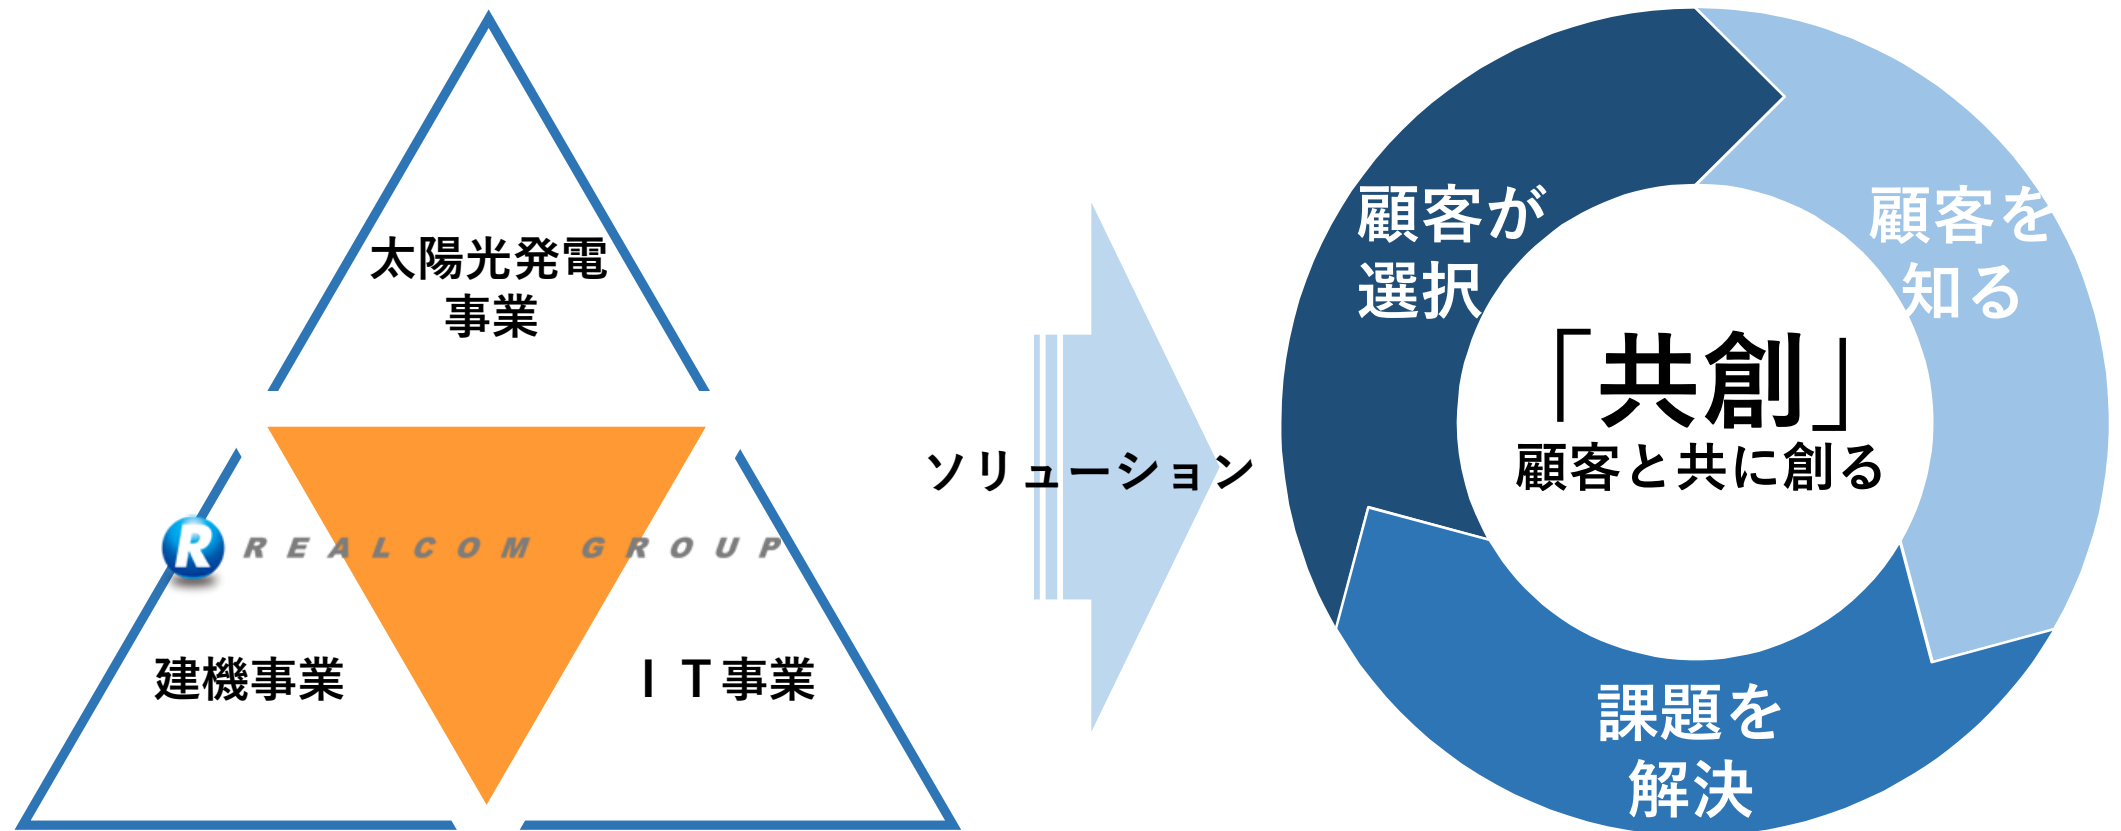 太陽光発電
事業
REALCOM GROUP
建機事業
ＩＴ事業
ソリューション
顧客が
選択
顧客を
知る
「共創」
顧客と共に創る
課題を
解決